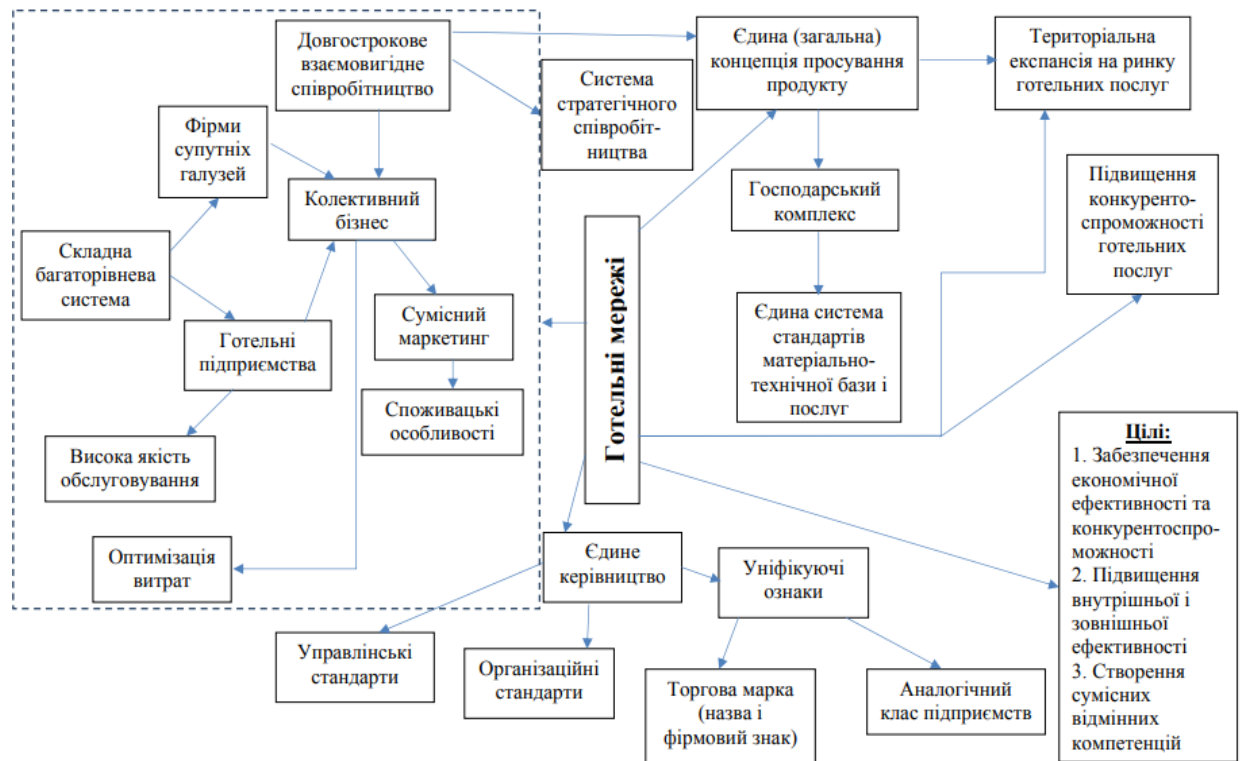 Довгострокове
взаємовигідне
співробітництво
Єдина (загальна)
концепція просування
продукту
Територіальна
експансія на ринку
готельних послуг
Система
стратегічного
співробіт-
ництва
Фірми
супутніх
галузей
Колективний
бізнес
Господарський
комплекс
Підвищення
конкуренто-
спроможності
готельних
послуг
Складна
багаторівнева
система
Готельні
підприємства
Сумісний
маркетинг
Готельні мережі
Єдина система
стандартів
матеріально-
технічної бази і
послуг
Споживацькі
особливості
Висока якість
обслуговування
Оптимізація
витрат
Єдине
керівництво
Уніфікуючі
ознаки
Цілі:
1. Забезпечення
економічної
ефективності та
конкурентоспро-
можності
2. Підвищення
внутрішньої і
зовнішньої
ефективності
3. Створення
сумісних
відмінних
компетенцій
Управлінські
стандарти
Організаційні
стандарти
Торгова марка
(назва і
фірмовий знак)
Аналогічний
клас підприємств